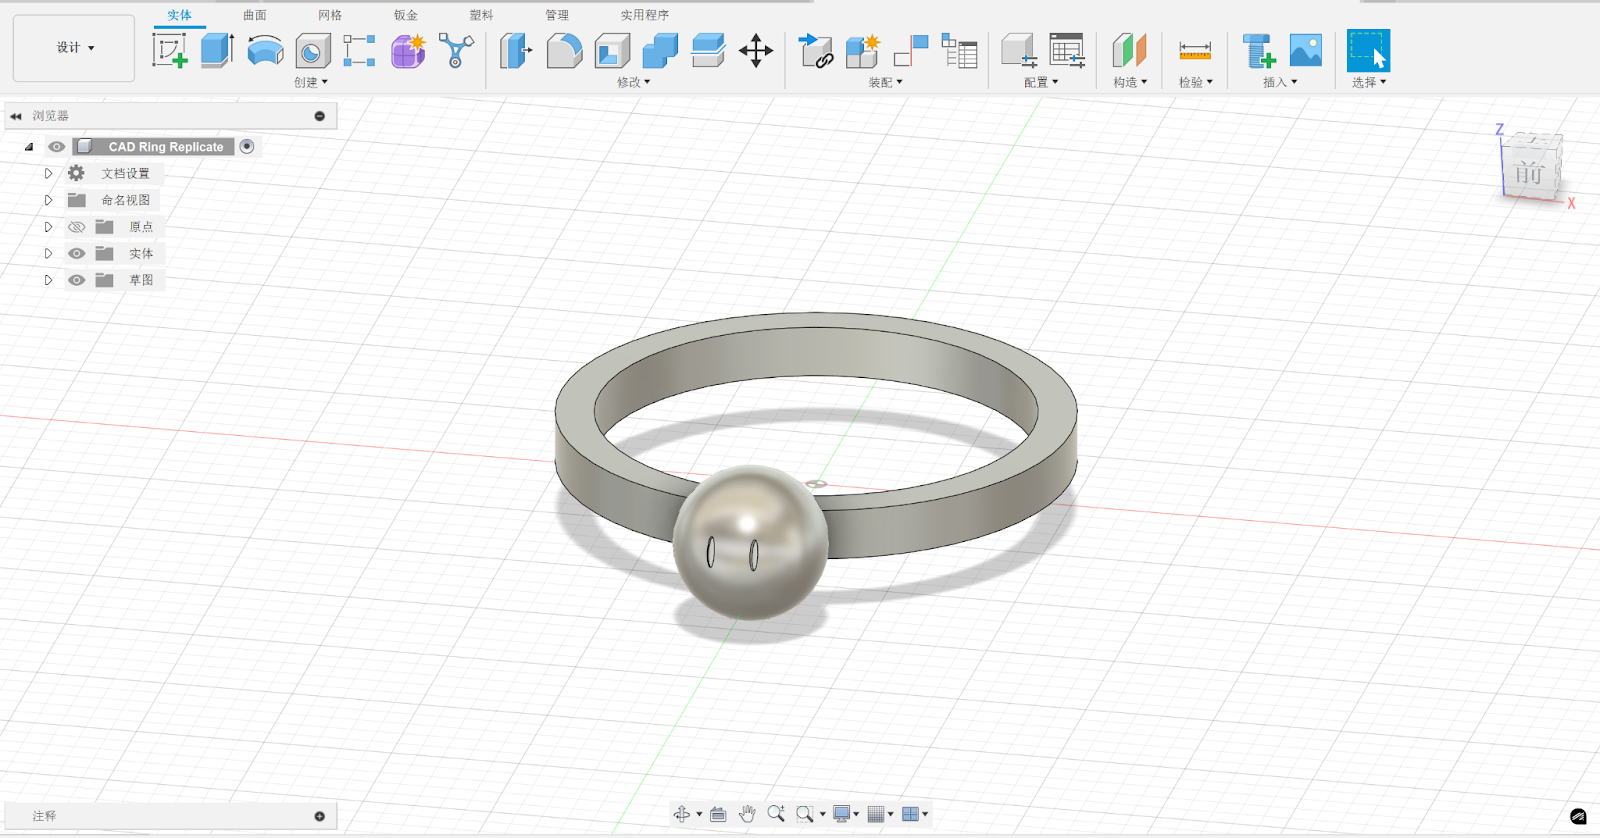 实体 曲面 网格 钣金 塑料 管理 实用程序
设计
创建 修改 装配 配置 构造 检验 插入 选择
浏览器
CAD Ring Replicate
文档设置
命名视图
原点
实体
草图
Z
前
X
注释